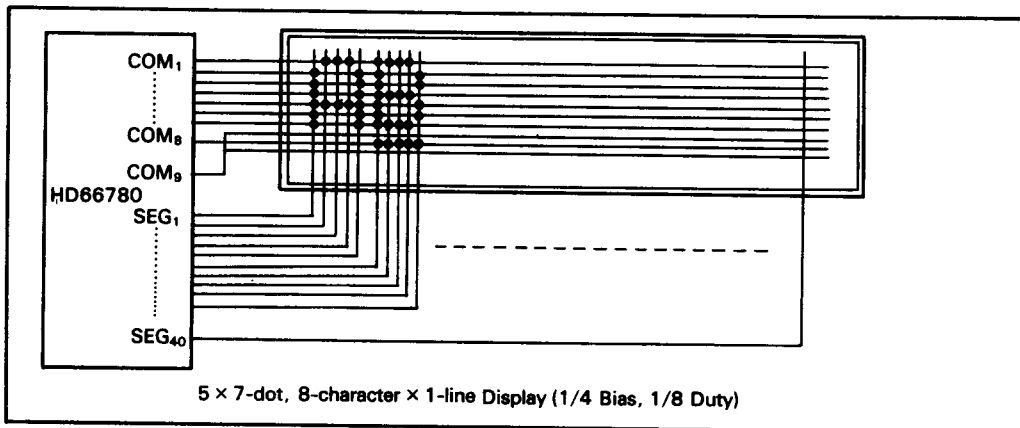 COM₁
COM₈
COM₉
HD66780
SEG₁
SEG₄₀
5 × 7-dot, 8-character × 1-line Display (1/4 Bias, 1/8 Duty)